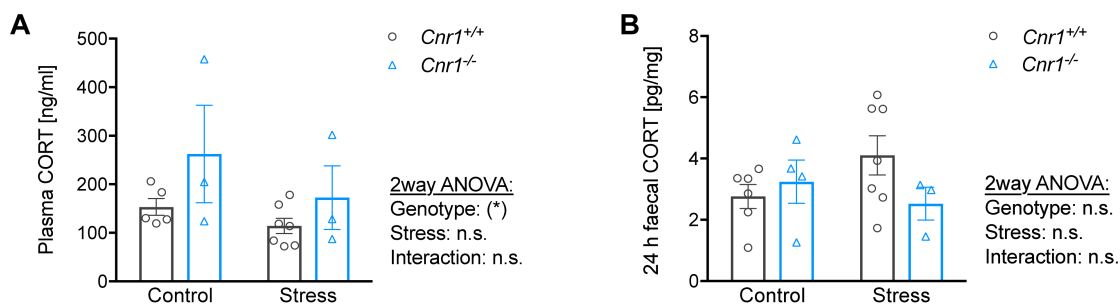 A
Plasma CORT [ng/ml]
500
400
300
200
100
0
Control
Stress
Cnr1+/+
Cnr1-/-
2way ANOVA:
Genotype: (*)
Stress: n.s.
Interaction: n.s.
B
24 h faecal CORT [pg/mg]
8
6
4
2
0
Control
Stress
Cnr1+/+
Cnr1-/-
2way ANOVA:
Genotype: n.s.
Stress: n.s.
Interaction: n.s.